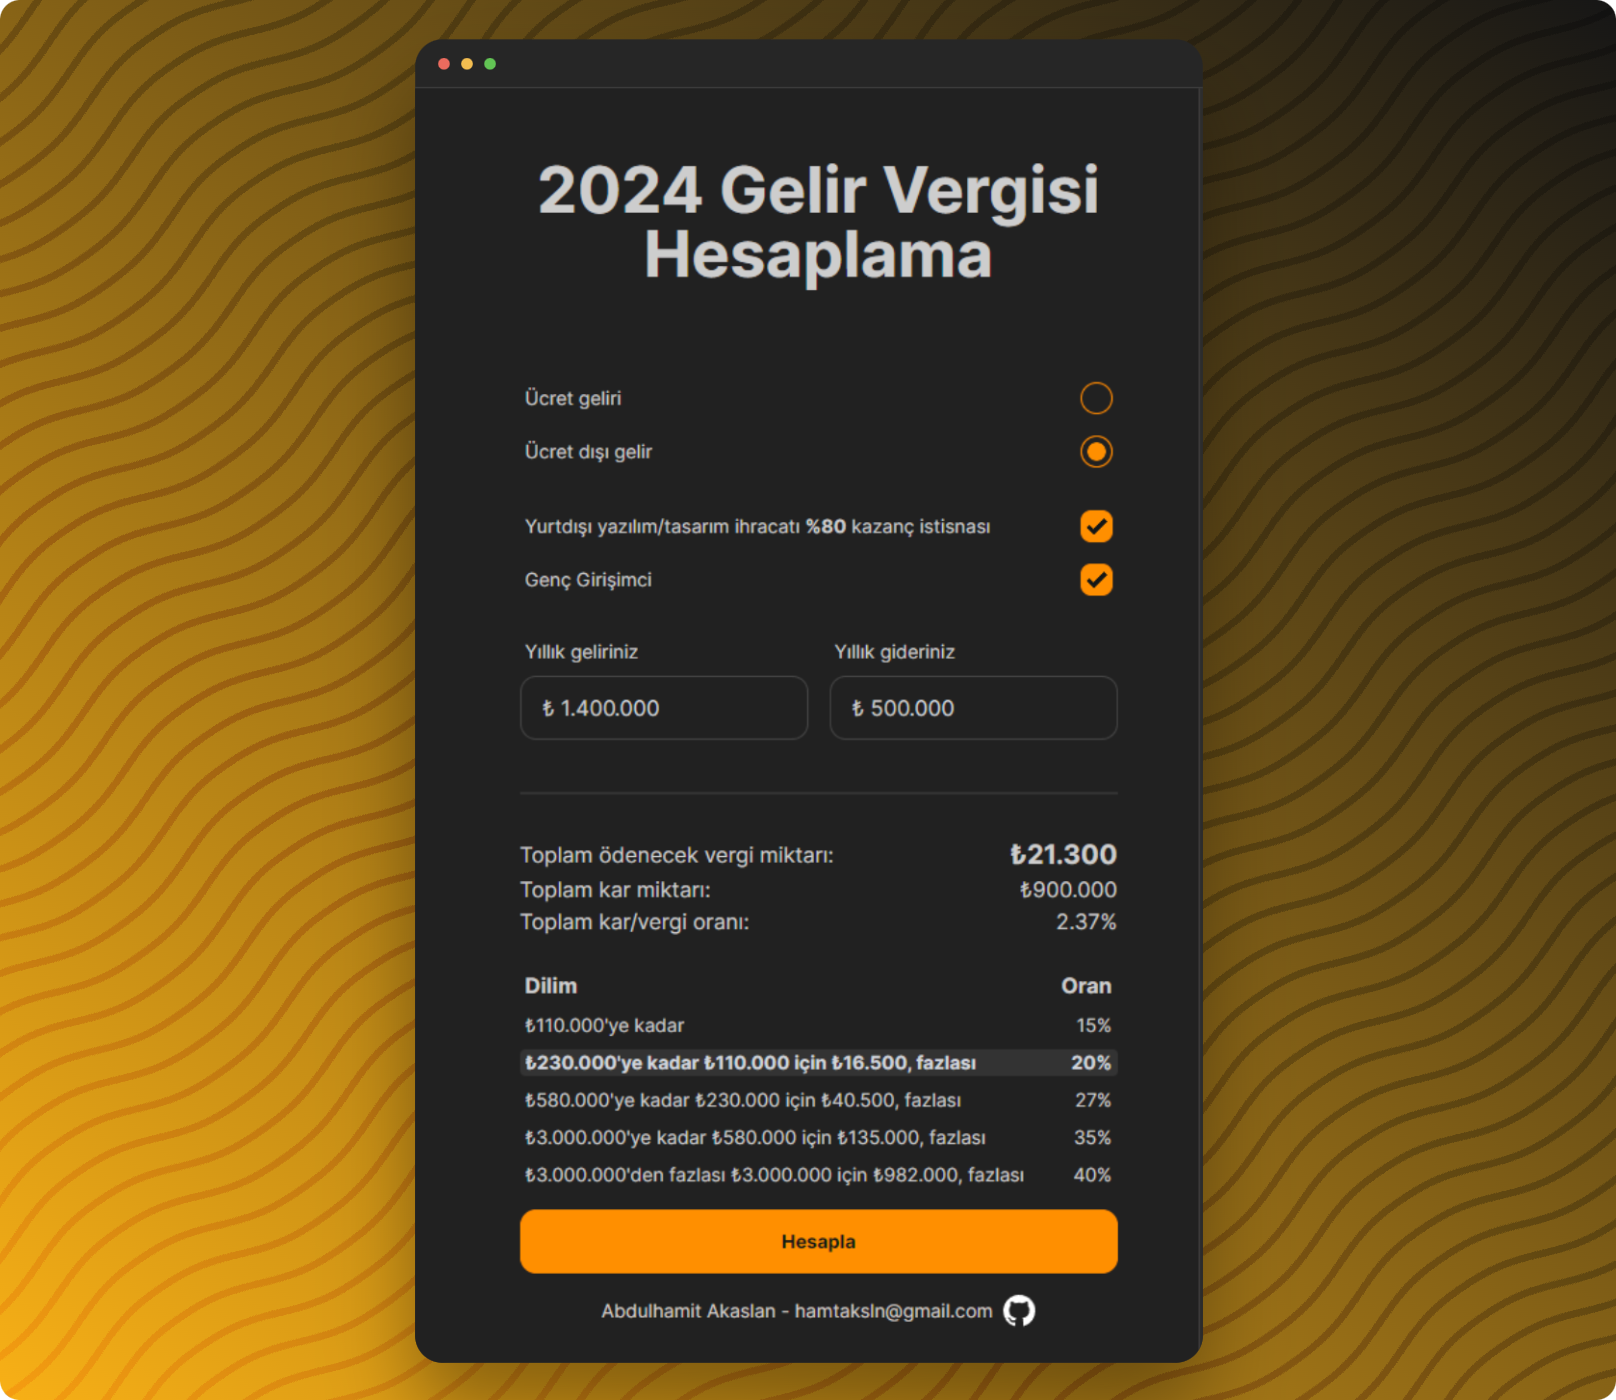 2024 Gelir Vergisi
Hesaplama
Ücret geliri
Ücret dışı gelir
Yurtdışı yazılım/tasarım ihracatı %80 kazanç istisnası
Genç Girişimci
Yıllık geliriniz
Yıllık gideriniz
₺ 1.400.000
₺ 500.000
Toplam ödenecek vergi miktarı: ₺21.300
Toplam kar miktarı: ₺900.000
Toplam kar/vergi oranı: 2.37%
Dilim Oran
₺110.000'ye kadar 15%
₺230.000'ye kadar ₺110.000 için ₺16.500, fazlası 20%
₺580.000'ye kadar ₺230.000 için ₺40.500, fazlası 27%
₺3.000.000'ye kadar ₺580.000 için ₺135.000, fazlası 35%
₺3.000.000'den fazlası ₺3.000.000 için ₺982.000, fazlası 40%
Hesapla
Abdulhamit Akaslan - hamtaksln@gmail.com